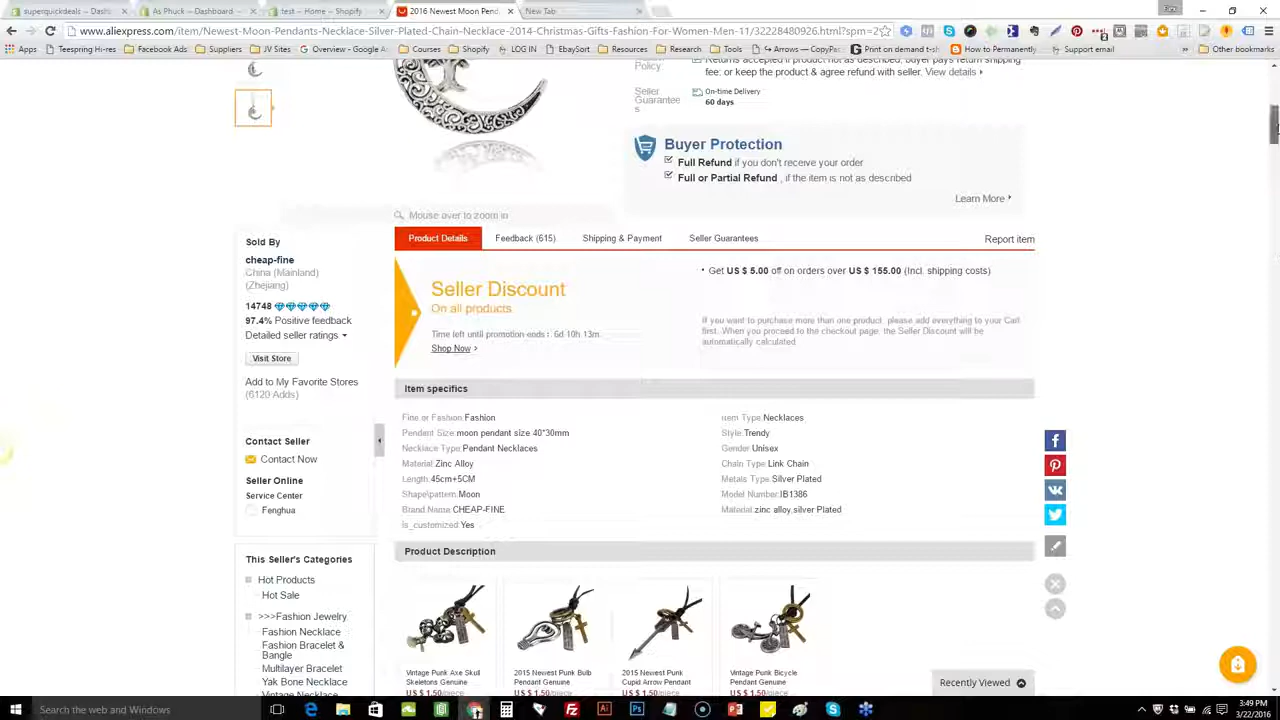 superquickdeals ~ Dash
As Phuck ~ Dashboard ~
test ~ Home ~ Shopify
2016 Newest Moon Pend
New Tab
www.aliexpress.com/item/Newest-Moon-Pendants-Necklace-Silver-Plated-Chain-Necklace-2014-Christmas-Gifts-Fashion-For-Women-Men-11/32228480926.html?spm=2
Apps
Teespring Hi-res
Facebook Ads
Suppliers
JV Sites
Overview - Google A
Courses
Shopify
LOG IN
EbaySort
Resources
Research
Tools
Arrows —CopyPas
Print on demand t-sh
How to Permanently
Support email
Other bookmarks
Policy
Returns accepted if product not as described, buyer pays return shipping
fee: or keep the product & agree refund with seller. View details
Seller
Guarantee
s
On-time Delivery
60 days
Buyer Protection
Full Refund if you don't receive your order
Full or Partial Refund , if the item is not as described
Learn More
Mouse over to zoom in
Product Details
Feedback (615)
Shipping & Payment
Seller Guarantees
Report item
Sold By
cheap-fine
China (Mainland)
(Zhejiang)
14748
97.4% Positive feedback
Detailed seller ratings
Visit Store
Add to My Favorite Stores
(6120 Adds)
Contact Seller
Contact Now
Seller Online
Service Center
Fenghua
This Seller's Categories
Hot Products
Hot Sale
>>>Fashion Jewelry
Fashion Necklace
Fashion Bracelet &
Bangle
Multilayer Bracelet
Yak Bone Necklace
Vintage Necklace
Seller Discount
On all products
Time left until promotion ends : 6d 10h 13m
Shop Now >
• Get US $ 5.00 off on orders over US $ 155.00 (Incl. shipping costs)
If you want to purchase more than one product, please add everything to your Cart
first. When you proceed to the checkout page, the Seller Discount will be
automatically calculated.
Item specifics
Fine or Fashion:Fashion
Item Type:Necklaces
Pendant Size:moon pendant size 40*30mm
Style:Trendy
Necklace Type:Pendant Necklaces
Gender:Unisex
Material:Zinc Alloy
Chain Type:Link Chain
Length:45cm+5CM
Metals Type:Silver Plated
Shape\pattern:Moon
Model Number:IB1386
Brand Name:CHEAP-FINE
Material:zinc alloy,silver Plated
is_customized:Yes
Product Description
Vintage Punk Axe Skull
Skeletons Genuine
US $ 1.50/piece
2015 Newest Punk Bulb
Pendant Genuine
US $ 1.50/piece
2015 Newest Punk
Cupid Arrow Pendant
US $ 1.50/piece
Vintage Punk Bicycle
Pendant Genuine
US $ 1.50/piece
Recently Viewed
Search the web and Windows
3:49 PM
3/22/2016